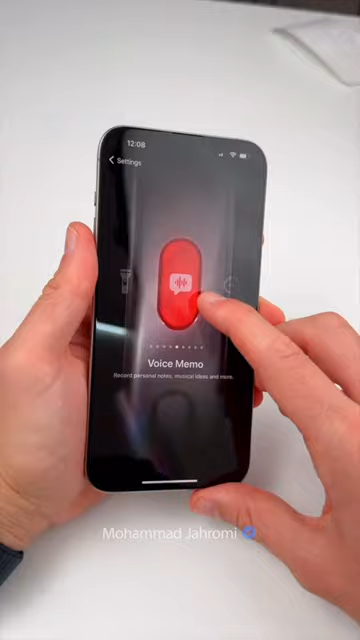 12:08
Settings
Voice Memo
Record personal notes, musical ideas and more.
Mohammad Jahromi